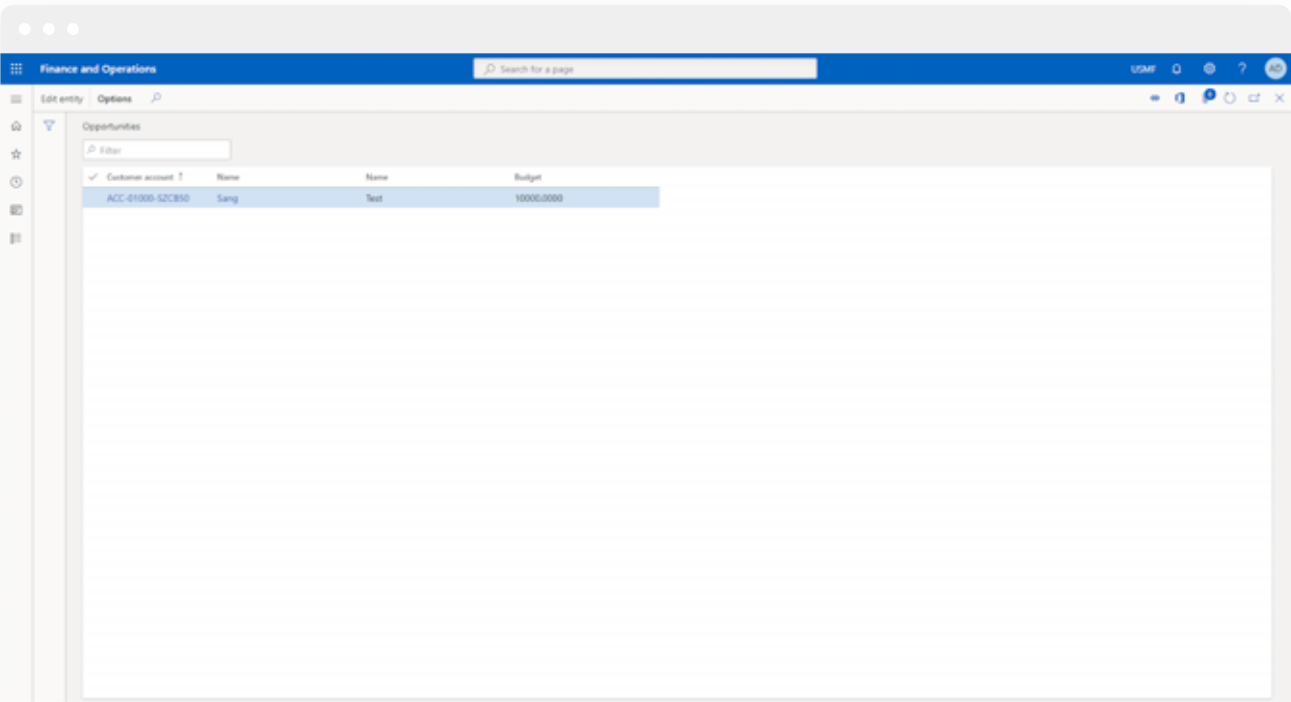 Finance and Operations Search for a page USMF ? AD
Edit entity Options
Opportunities
Filter
Customer account ↑ Name Name Budget
ACC-01000-SZC8S0 Sang Test 10000.0000